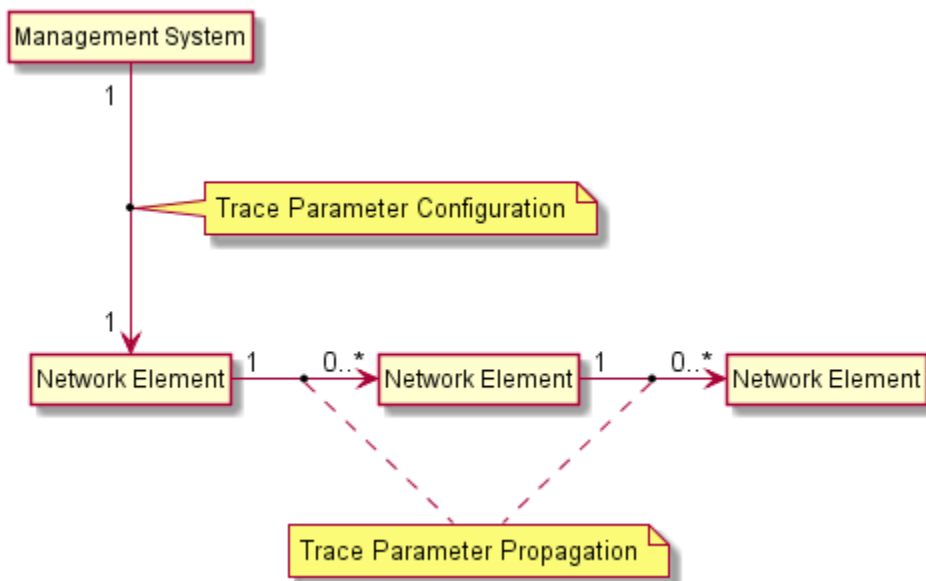 Management System
1
Trace Parameter Configuration
1
Network Element
1
0..*
Network Element
1
0..*
Network Element
Trace Parameter Propagation